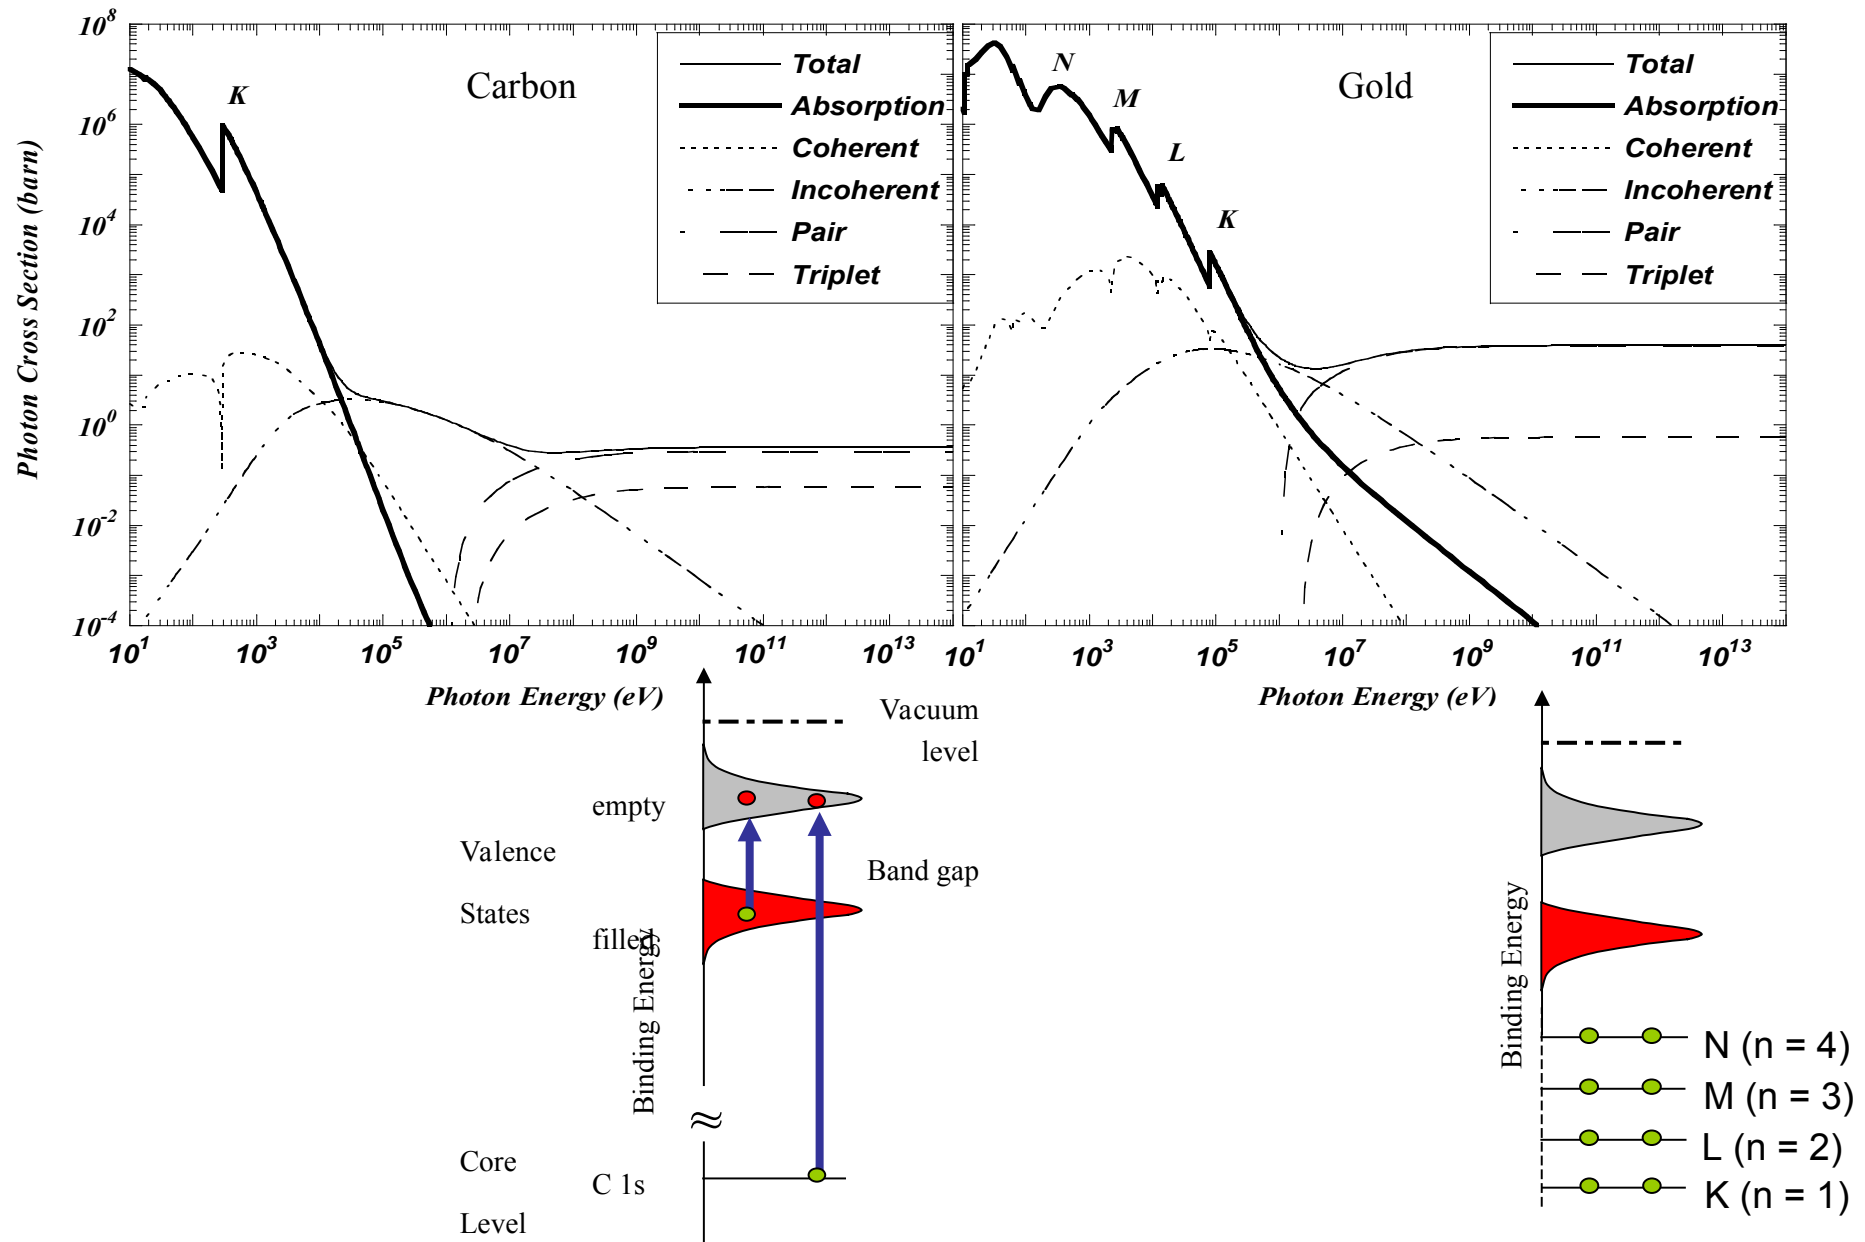 Photon Cross Section (barn)
10^8
10^6
10^4
10^2
10^0
10^-2
10^-4
K
Carbon
Total
Absorption
Coherent
Incoherent
Pair
Triplet
10^1 10^3 10^5 10^7 10^9 10^11 10^13
Photon Energy (eV)
N
M
L
K
Gold
Total
Absorption
Coherent
Incoherent
Pair
Triplet
10^1 10^3 10^5 10^7 10^9 10^11 10^13
Photon Energy (eV)
Vacuum
level
empty
Valence
Band gap
States
filled
Binding Energy
Core
C 1s
Level
Binding Energy
N (n = 4)
M (n = 3)
L (n = 2)
K (n = 1)